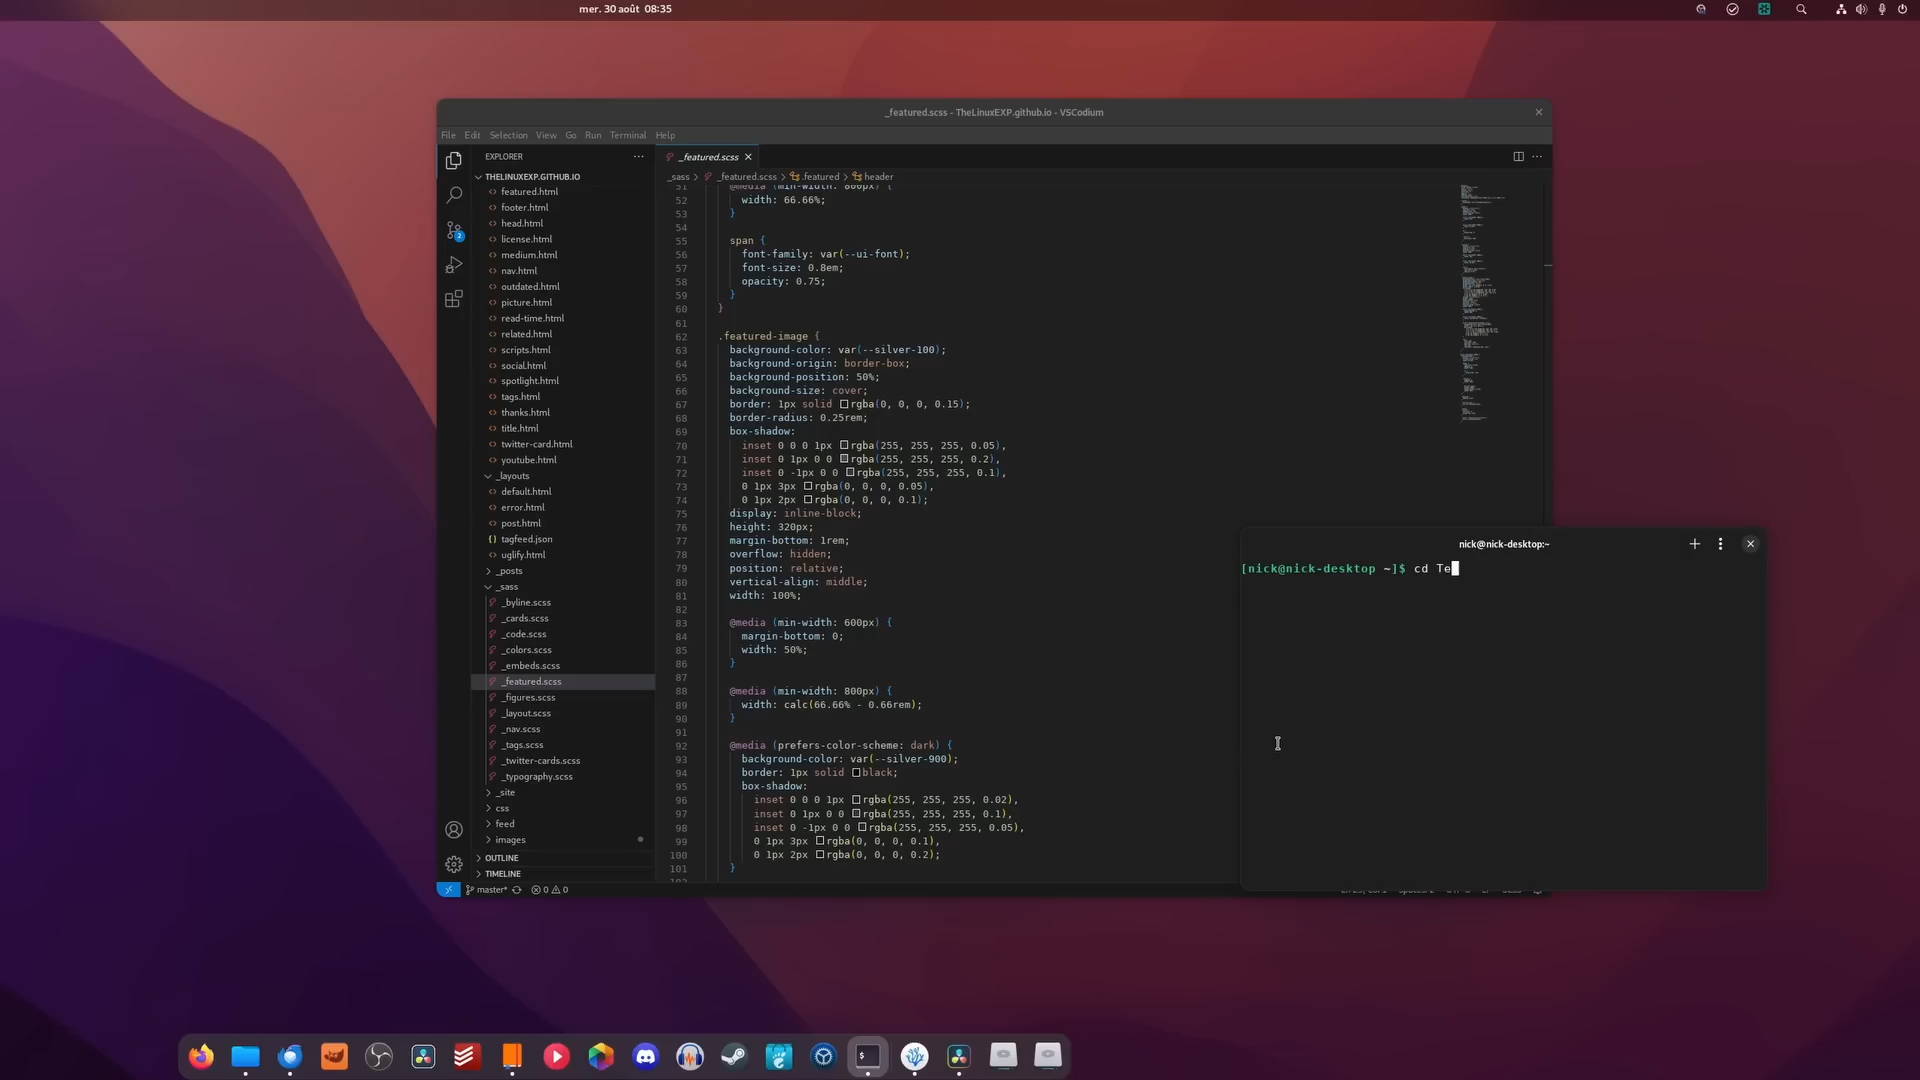 mer. 30 août 08:35
_featured.scss - TheLinuxEXP.github.io - VSCodium
File Edit Selection View Go Run Terminal Help
EXPLORER
THELINUXEXP.GITHUB.IO
featured.html
footer.html
head.html
license.html
medium.html
nav.html
outdated.html
picture.html
read-time.html
related.html
scripts.html
social.html
spotlight.html
tags.html
thanks.html
title.html
twitter-card.html
youtube.html
_layouts
default.html
error.html
post.html
tagfeed.json
uglify.html
_posts
_sass
_byline.scss
_cards.scss
_code.scss
_colors.scss
_embeds.scss
_featured.scss
_figures.scss
_layout.scss
_nav.scss
_tags.scss
_twitter-cards.scss
_typography.scss
_site
css
feed
images
OUTLINE
TIMELINE
2
_featured.scss
_sass > _featured.scss > .featured > header
51 @media (min-width: 800px) {
52 width: 66.66%;
53 }
54
55 span {
56 font-family: var(--ui-font);
57 font-size: 0.8em;
58 opacity: 0.75;
59 }
60 }
61
62 .featured-image {
63 background-color: var(--silver-100);
64 background-origin: border-box;
65 background-position: 50%;
66 background-size: cover;
67 border: 1px solid rgba(0, 0, 0, 0.15);
68 border-radius: 0.25rem;
69 box-shadow:
70 inset 0 0 0 1px rgba(255, 255, 255, 0.05),
71 inset 0 1px 0 0 rgba(255, 255, 255, 0.2),
72 inset 0 -1px 0 0 rgba(255, 255, 255, 0.1),
73 0 1px 3px rgba(0, 0, 0, 0.05),
74 0 1px 2px rgba(0, 0, 0, 0.1);
75 display: inline-block;
76 height: 320px;
77 margin-bottom: 1rem;
78 overflow: hidden;
79 position: relative;
80 vertical-align: middle;
81 width: 100%;
82
83 @media (min-width: 600px) {
84 margin-bottom: 0;
85 width: 50%;
86 }
87
88 @media (min-width: 800px) {
89 width: calc(66.66% - 0.66rem);
90 }
91
92 @media (prefers-color-scheme: dark) {
93 background-color: var(--silver-900);
94 border: 1px solid black;
95 box-shadow:
96 inset 0 0 0 1px rgba(255, 255, 255, 0.02),
97 inset 0 1px 0 0 rgba(255, 255, 255, 0.1),
98 inset 0 -1px 0 0 rgba(255, 255, 255, 0.05),
99 0 1px 3px rgba(0, 0, 0, 0.1),
100 0 1px 2px rgba(0, 0, 0, 0.2);
101 }
master* 0 0
nick@nick-desktop:~
[nick@nick-desktop ~]$ cd Te